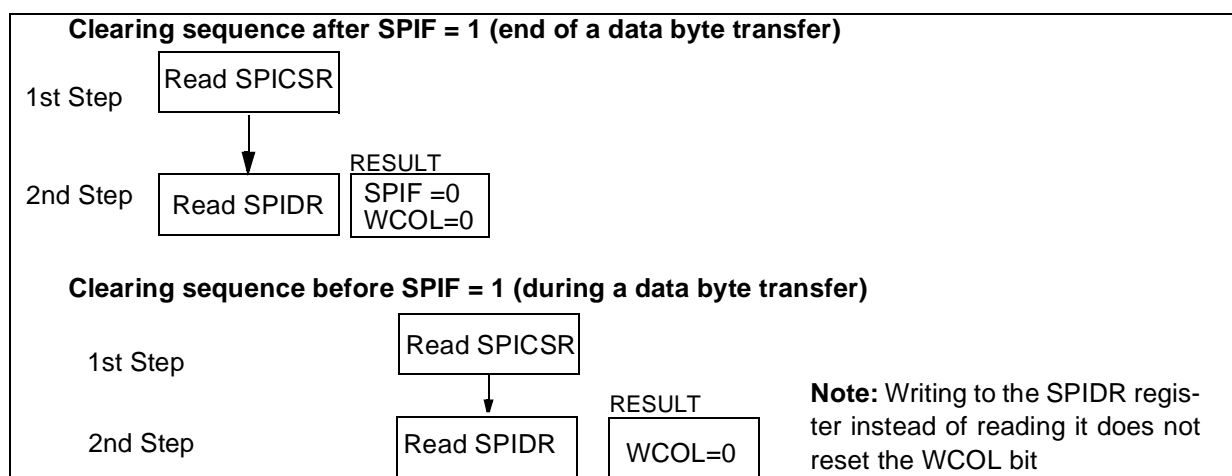 Clearing sequence after SPIF = 1 (end of a data byte transfer)
1st Step
Read SPICSR
2nd Step
Read SPIDR
RESULT
SPIF =0
WCOL=0
Clearing sequence before SPIF = 1 (during a data byte transfer)
1st Step
Read SPICSR
2nd Step
Read SPIDR
RESULT
WCOL=0
Note: Writing to the SPIDR regis-
ter instead of reading it does not
reset the WCOL bit